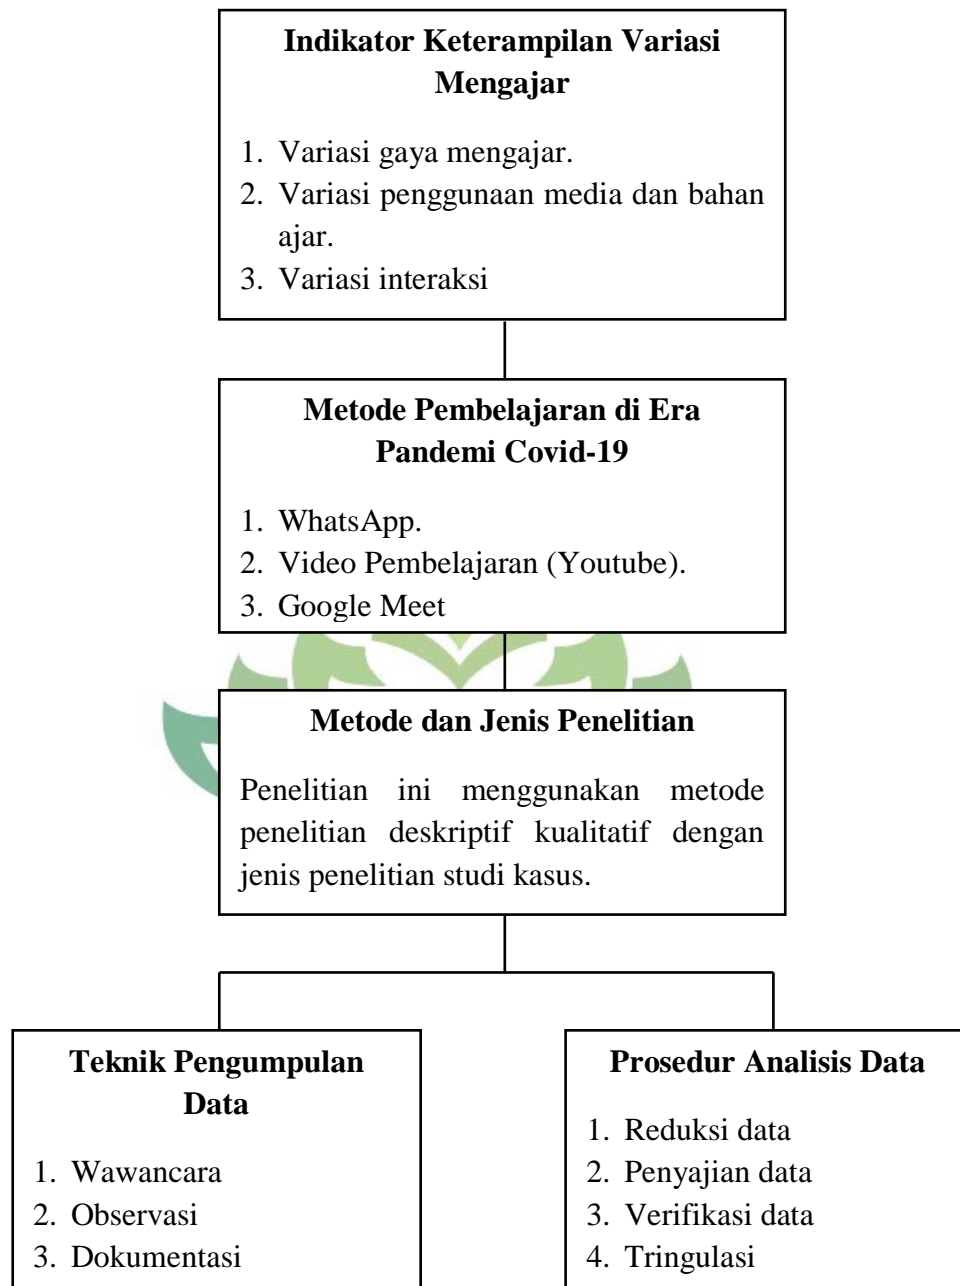 Indikator Keterampilan Variasi
Mengajar
1. Variasi gaya mengajar.
2. Variasi penggunaan media dan bahan
ajar.
3. Variasi interaksi
Metode Pembelajaran di Era
Pandemi Covid-19
1. WhatsApp.
2. Video Pembelajaran (Youtube).
3. Google Meet
Metode dan Jenis Penelitian
Penelitian ini menggunakan metode
penelitian deskriptif kualitatif dengan
jenis penelitian studi kasus.
Teknik Pengumpulan
Data
1. Wawancara
2. Observasi
3. Dokumentasi
Prosedur Analisis Data
1. Reduksi data
2. Penyajian data
3. Verifikasi data
4. Tringulasi